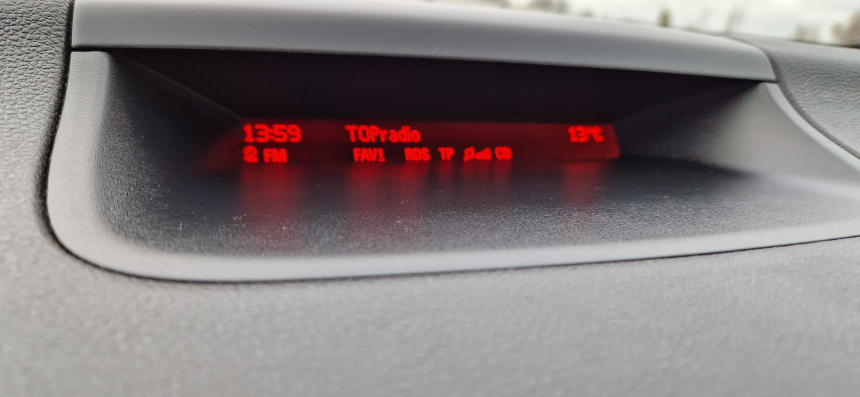 13:59 TOPradio 13°C
FM FAV1 RDS TP CD